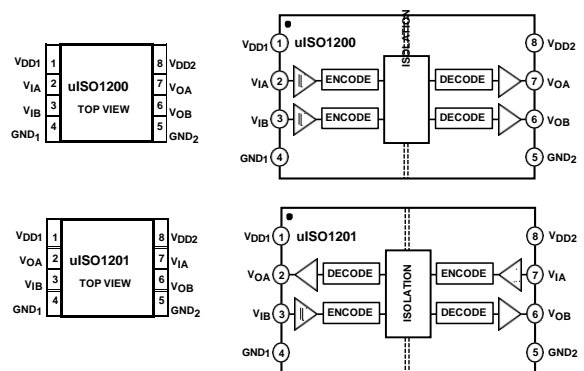 VDD1 1 8 VDD2
VIA 2 7 VOA
VIB 3 6 VOB
GND1 4 5 GND2
uISO1200
TOP VIEW
uISO1200
ISOLATION
VDD1 1 8 VDD2
VIA 2 ENCODE DECODE 7 VOA
VIB 3 ENCODE DECODE 6 VOB
GND1 4 5 GND2
VDD1 1 8 VDD2
VOA 2 7 VIA
VIB 3 6 VOB
GND1 4 5 GND2
uISO1201
TOP VIEW
uISO1201
ISOLATION
VDD1 1 8 VDD2
VOA 2 DECODE ENCODE 7 VIA
VIB 3 ENCODE DECODE 6 VOB
GND1 4 5 GND2